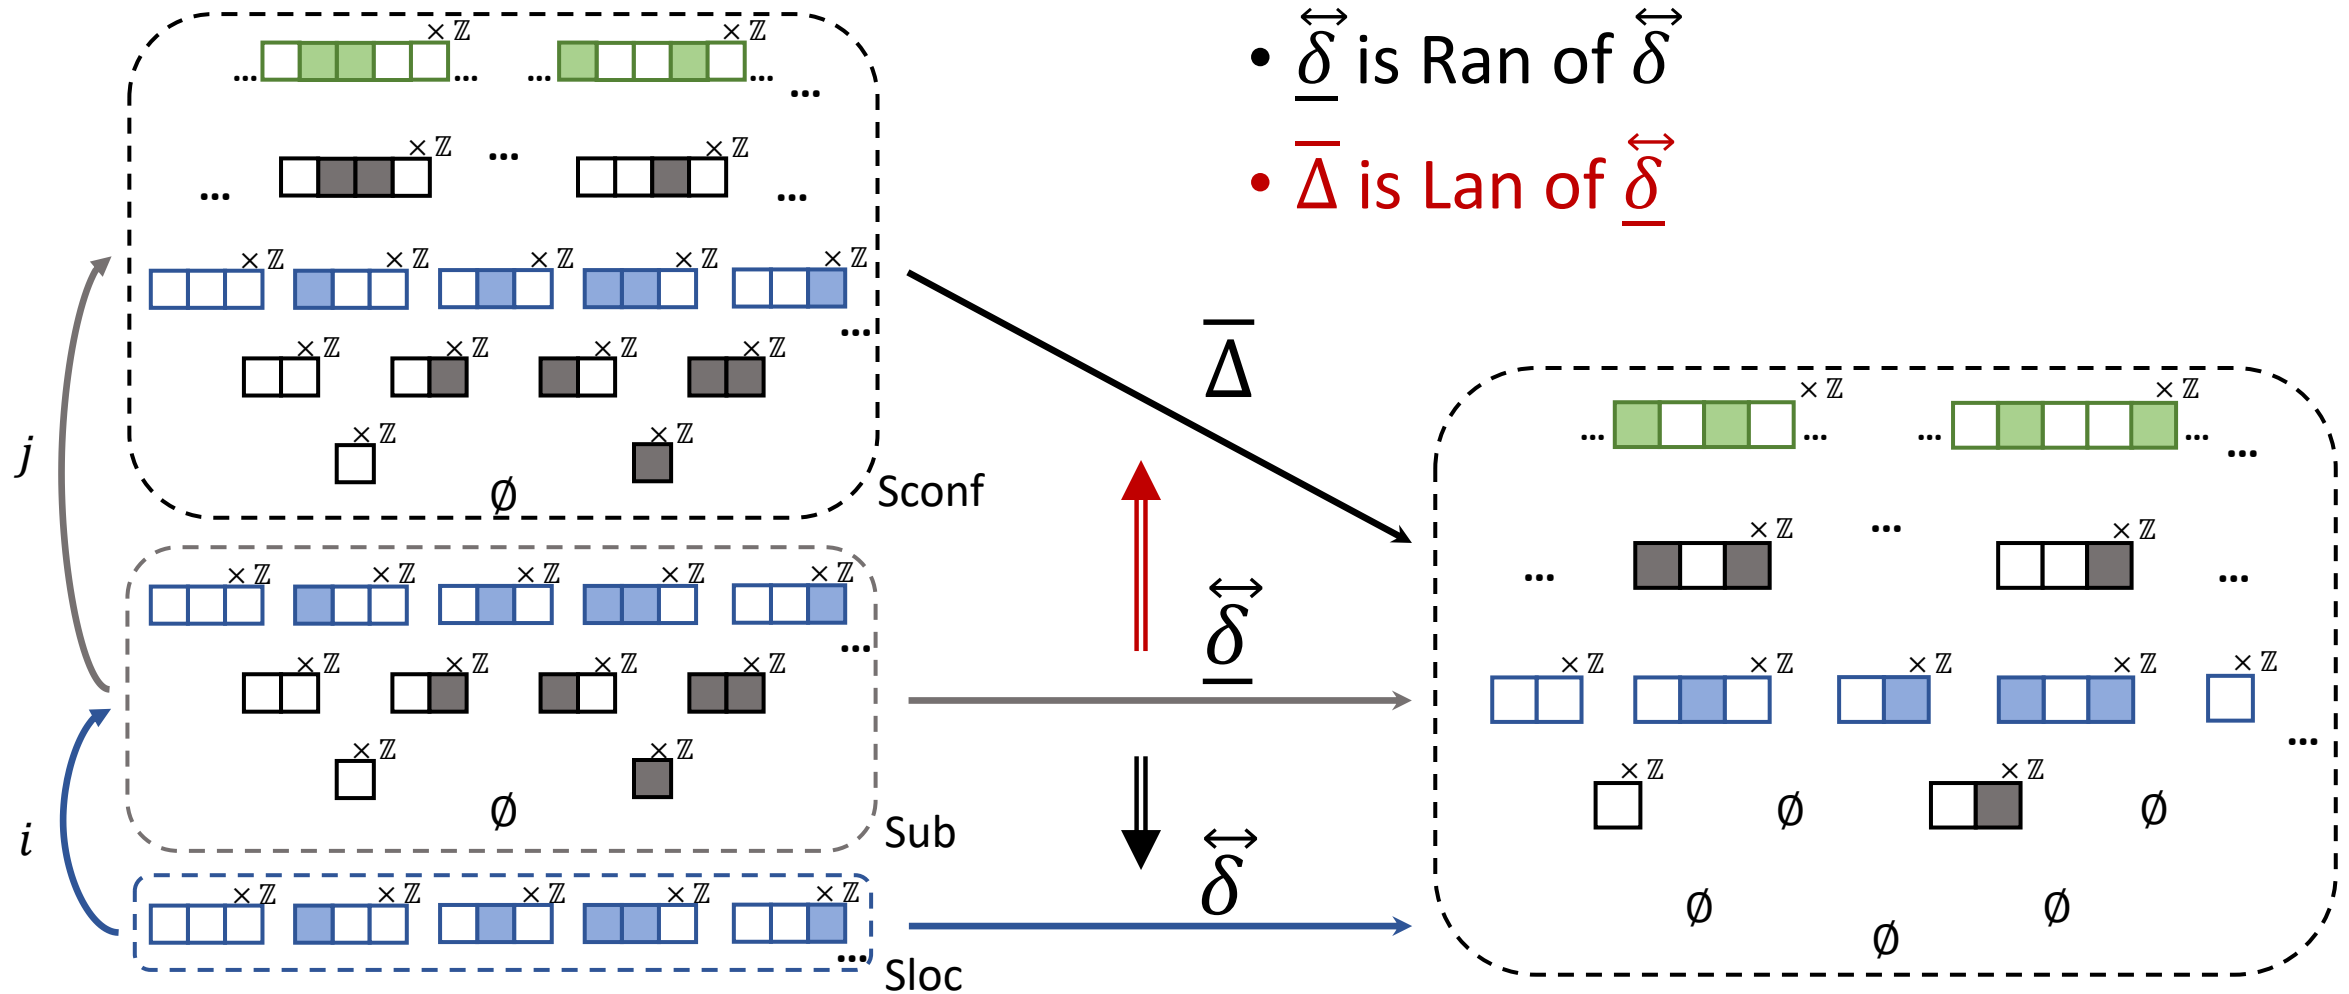 × ℤ × ℤ
... ... ... ... ...
× ℤ ... × ℤ
... ...
× ℤ × ℤ × ℤ × ℤ × ℤ
...
× ℤ × ℤ × ℤ × ℤ
× ℤ × ℤ
∅
Sconf
j
× ℤ × ℤ × ℤ × ℤ × ℤ
...
× ℤ × ℤ × ℤ × ℤ
× ℤ × ℤ
∅
Sub
i
× ℤ × ℤ × ℤ × ℤ × ℤ
...
Sloc
• δ̲⃡ is Ran of δ⃡
• Δ̅ is Lan of δ̲⃡
Δ̅
δ̲⃡
δ⃡
× ℤ × ℤ
... ... ... ... ...
× ℤ ... × ℤ
... ...
× ℤ × ℤ × ℤ × ℤ × ℤ
...
× ℤ ∅ × ℤ ∅
∅ ∅
∅